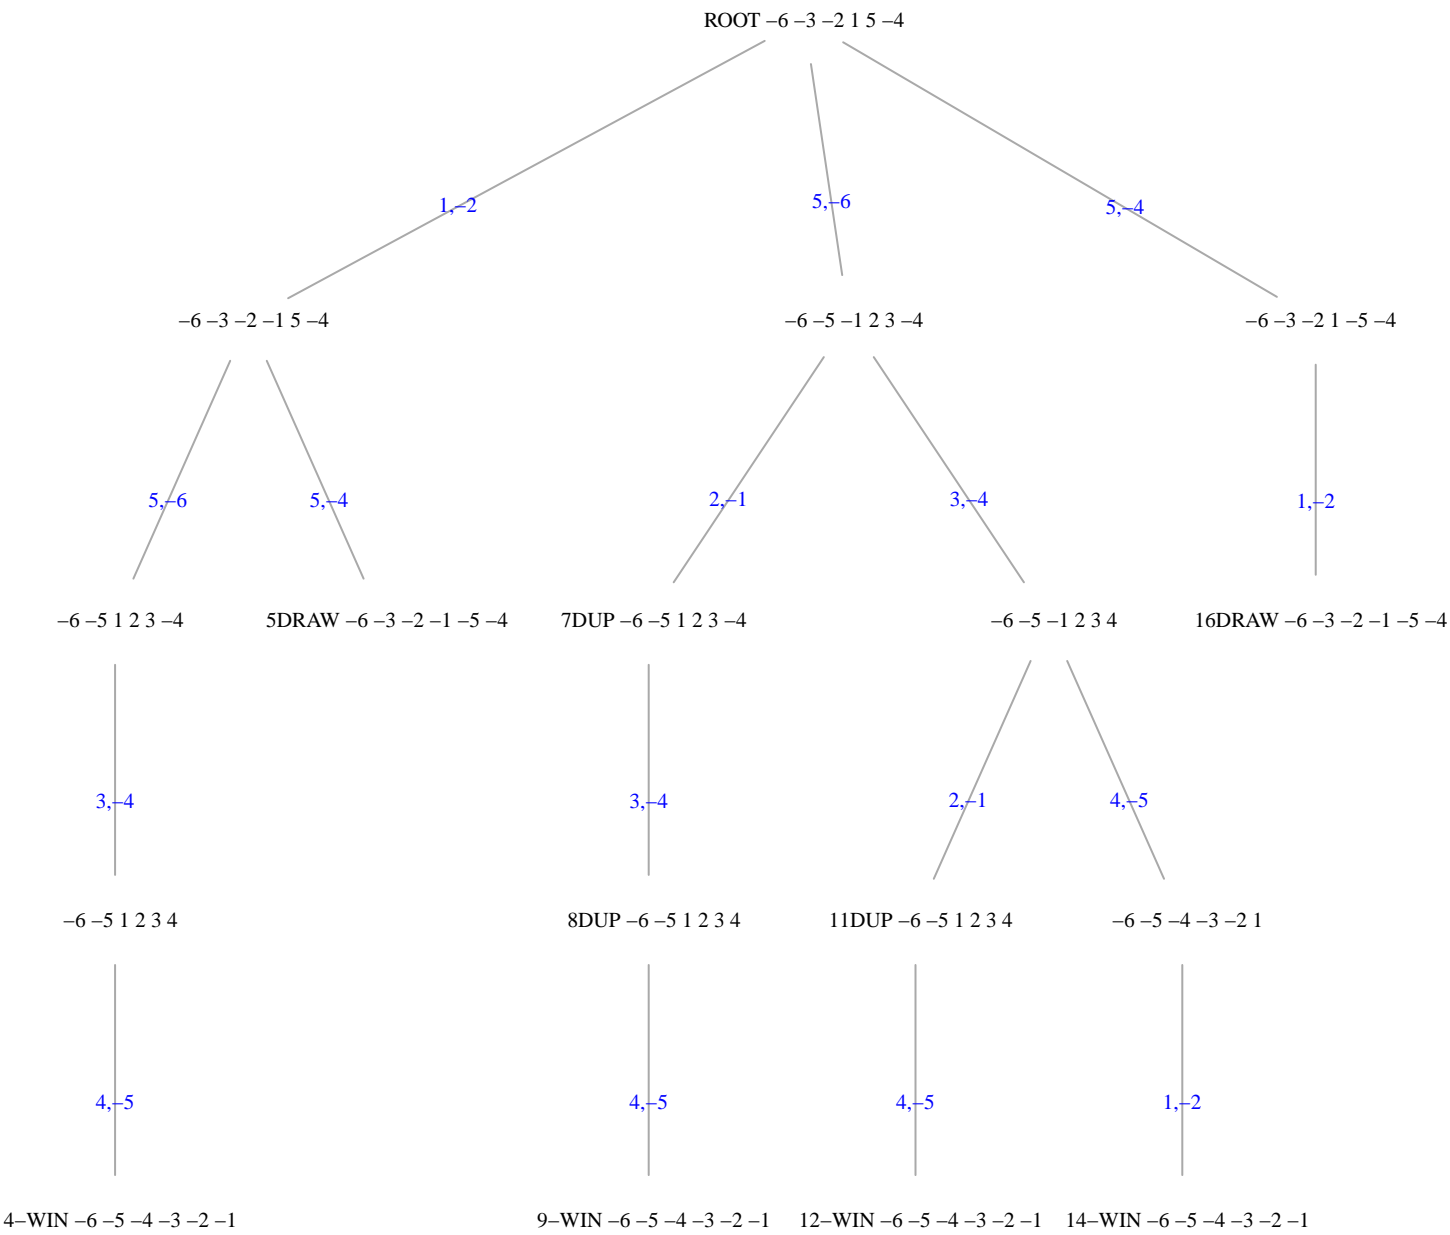 ROOT –6 –3 –2 1 5 –4
1,–2
5,–6
5,–4
–6 –3 –2 –1 5 –4
–6 –5 –1 2 3 –4
–6 –3 –2 1 –5 –4
5,–6
5,–4
2,–1
3,–4
1,–2
–6 –5 1 2 3 –4
5DRAW –6 –3 –2 –1 –5 –4
7DUP –6 –5 1 2 3 –4
–6 –5 –1 2 3 4
16DRAW –6 –3 –2 –1 –5 –4
3,–4
3,–4
2,–1
4,–5
–6 –5 1 2 3 4
8DUP –6 –5 1 2 3 4
11DUP –6 –5 1 2 3 4
–6 –5 –4 –3 –2 1
4,–5
4,–5
4,–5
1,–2
4–WIN –6 –5 –4 –3 –2 –1
9–WIN –6 –5 –4 –3 –2 –1
12–WIN –6 –5 –4 –3 –2 –1
14–WIN –6 –5 –4 –3 –2 –1